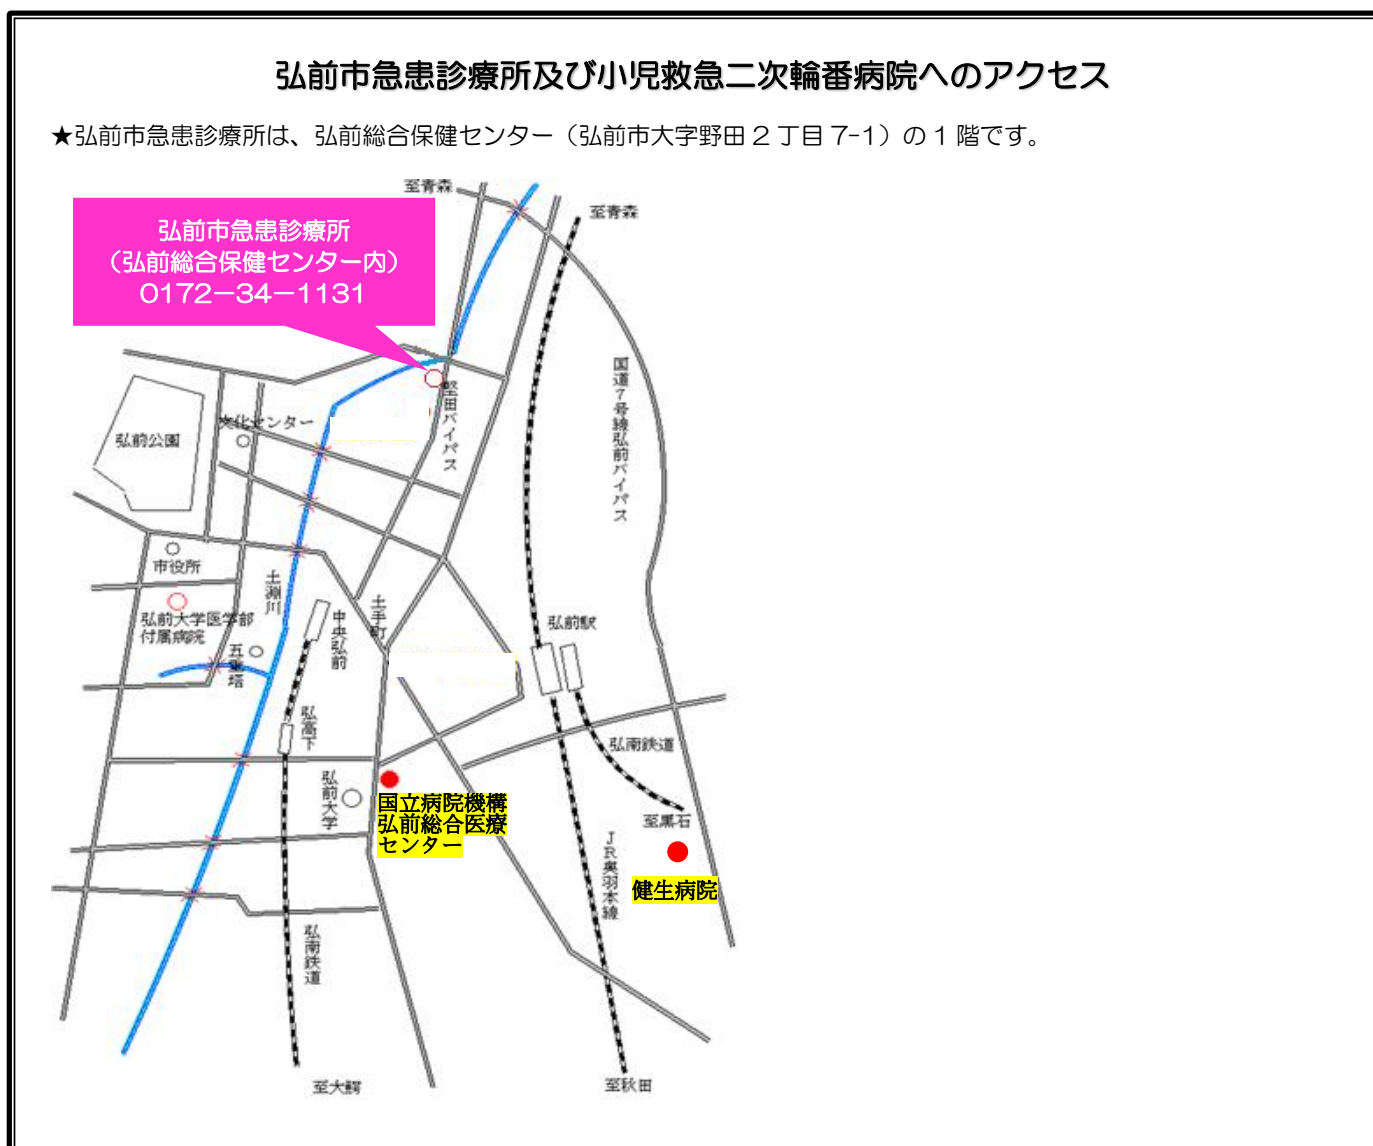 弘前市急患診療所及び小児救急二次輪番病院へのアクセス
★弘前市急患診療所は、弘前総合保健センター（弘前市大字野田２丁目7-1）の１階です。
至青森
至青森
弘前市急患診療所
（弘前総合保健センター内）
0172－34－1131
国道7号線弘前バイパス
堅田バイパス
文化センター
弘前公園
市役所
土淵川
弘前大学医学部
付属病院
五重塔
中央弘前
土手町
弘前駅
弘高下
弘南鉄道
弘前大学
国立病院機構
弘前総合医療
センター
至黒石
JR奥羽本線
健生病院
弘南鉄道
至大鰐
至秋田